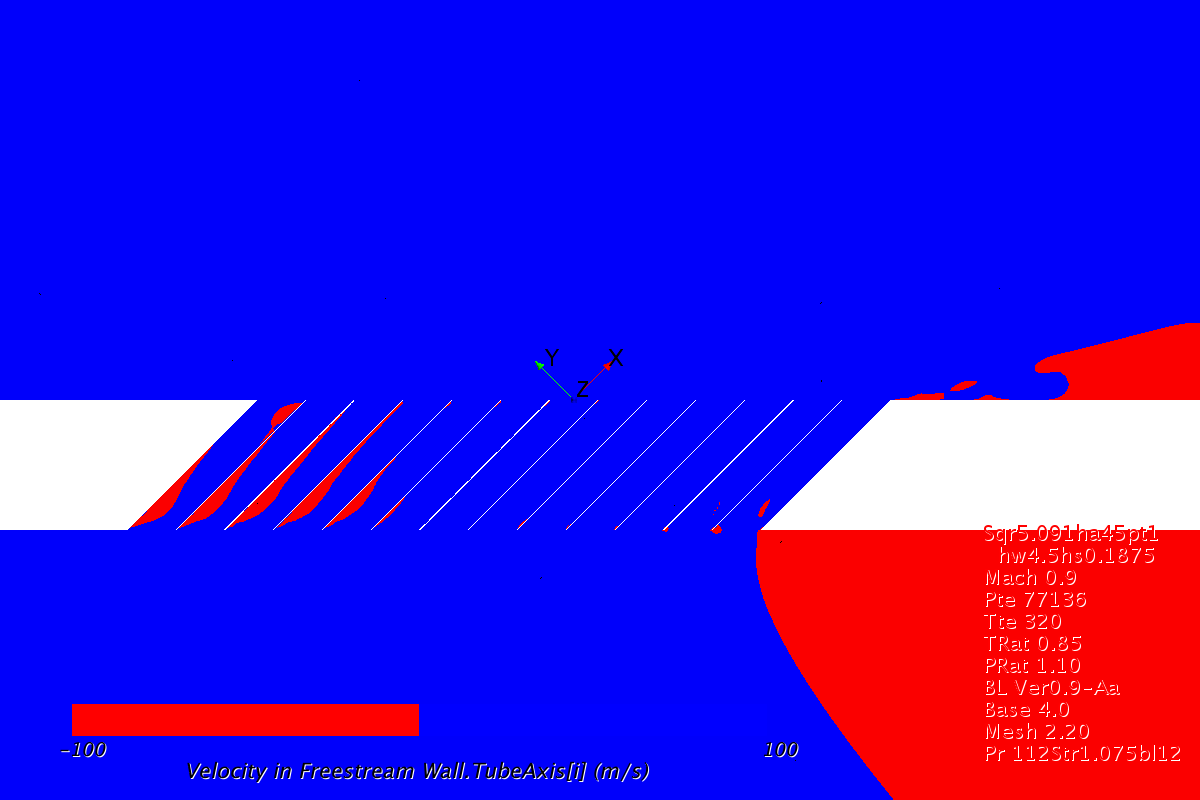 Y X
Z
Sqr5.091ha45pt1
hw4.5hs0.1875
Mach 0.9
Pte 77136
Tte 320
TRat 0.85
PRat 1.10
BL Ver0.9-Aa
Base 4.0
Mesh 2.20
Pr 112Str1.075bl12
-100 100
Velocity in Freestream Wall.TubeAxis[i] (m/s)